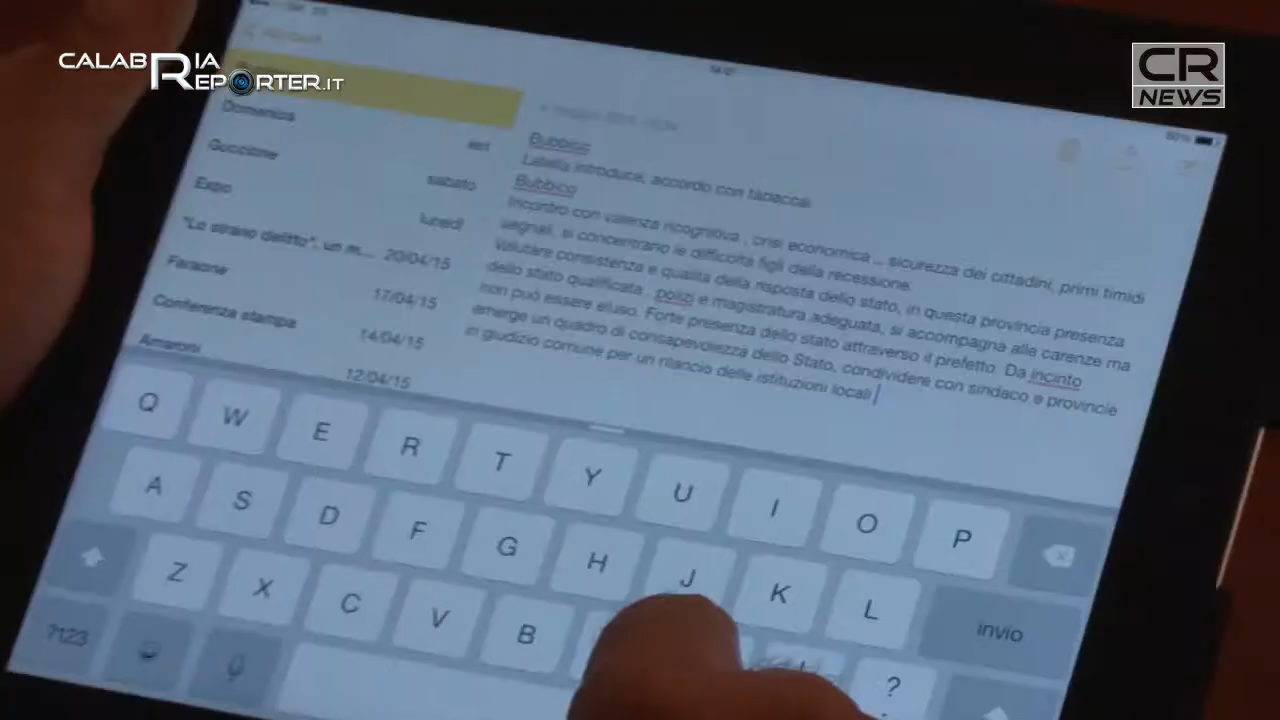 CALABRIA
REPORTER.IT
CR
NEWS
90%
Domenica
ieri
Guccione
sabato
Expo
lunedì
"Lo strano delitto". un m...
20/04/15
Faraone
17/04/15
Conferenza stampa
14/04/15
Amaroni
12/04/15
Bubbico
Latella introduce, accordo con
Bubbico
Incontro con valenza ricognitiva , crisi economica .. sicurezza dei cittadini, primi timidi
segnali, si concentrano le difficoltà figli della recessione.
Valutare consistenza e qualità della risposta dello stato, in questa provincia presenza
dello stato qualificata , polizi e magistratura adeguata, si accompagna alle carenze ma
non può essere eluso. Forte presenza dello stato attraverso il prefetto. Da incinto
emerge un quadro di consapevolezza dello Stato, condividere con sindaco e provincie
in giudizio comune per un rilancio delle istituzioni locali
Q W E R T Y U I O P
A S D F G H J K L invio
Z X C V B ?
?123